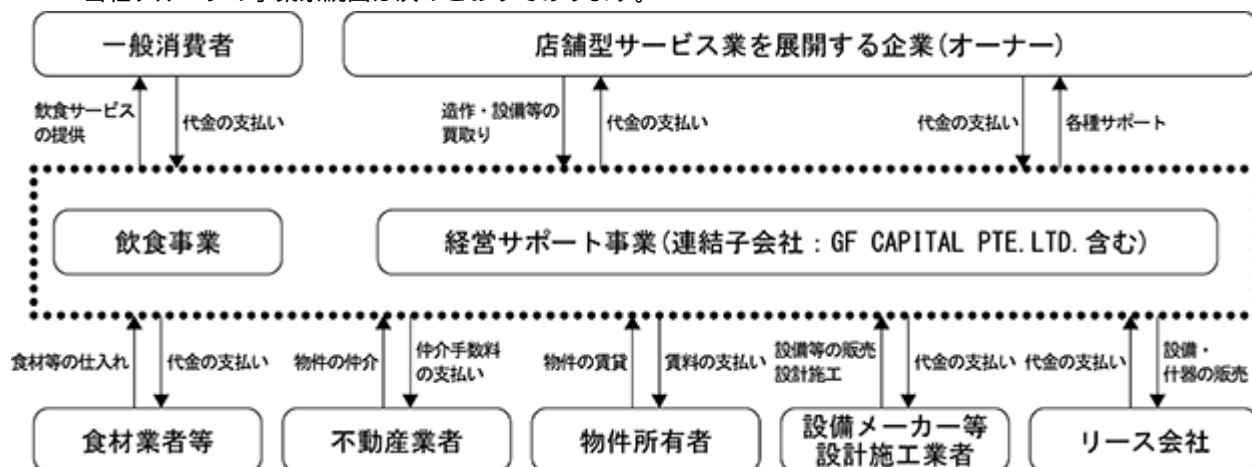 一般消費者
店舗型サービス業を展開する企業(オーナー)
飲食サービス
の提供
代金の支払い
造作・設備等の
買取り
代金の支払い
代金の支払い
各種サポート
飲食事業
経営サポート事業(連結子会社:GF CAPITAL PTE.LTD.含む)
食材等の仕入れ
代金の支払い
物件の仲介
仲介手数料
の支払い
物件の賃貸
賃料の支払い
設備等の販売
設計施工
代金の支払い
代金の支払い
設備・
什器の販売
食材業者等
不動産業者
物件所有者
設備メーカー等
設計施工業者
リース会社